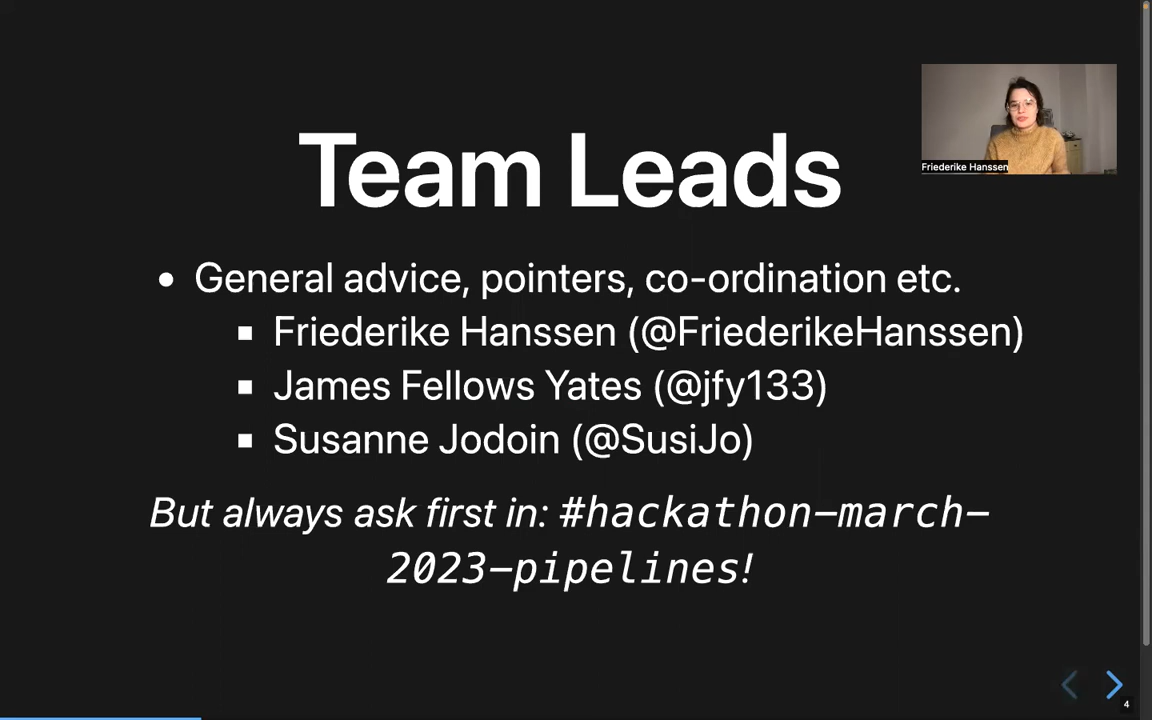 Team Leads
Friederike Hanssen
• General advice, pointers, co-ordination etc.
▪ Friederike Hanssen (@FriederikeHanssen)
▪ James Fellows Yates (@jfy133)
▪ Susanne Jodoin (@SusiJo)
But always ask first in: #hackathon-march-
2023-pipelines!
4